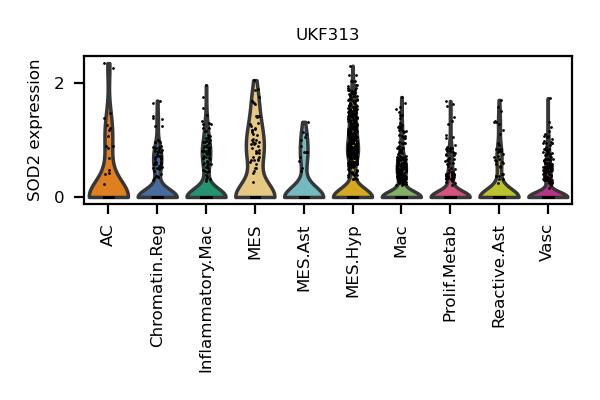 UKF313
SOD2 expression
2
0
AC
Chromatin.Reg
Inflammatory.Mac
MES
MES.Ast
MES.Hyp
Mac
Prolif.Metab
Reactive.Ast
Vasc